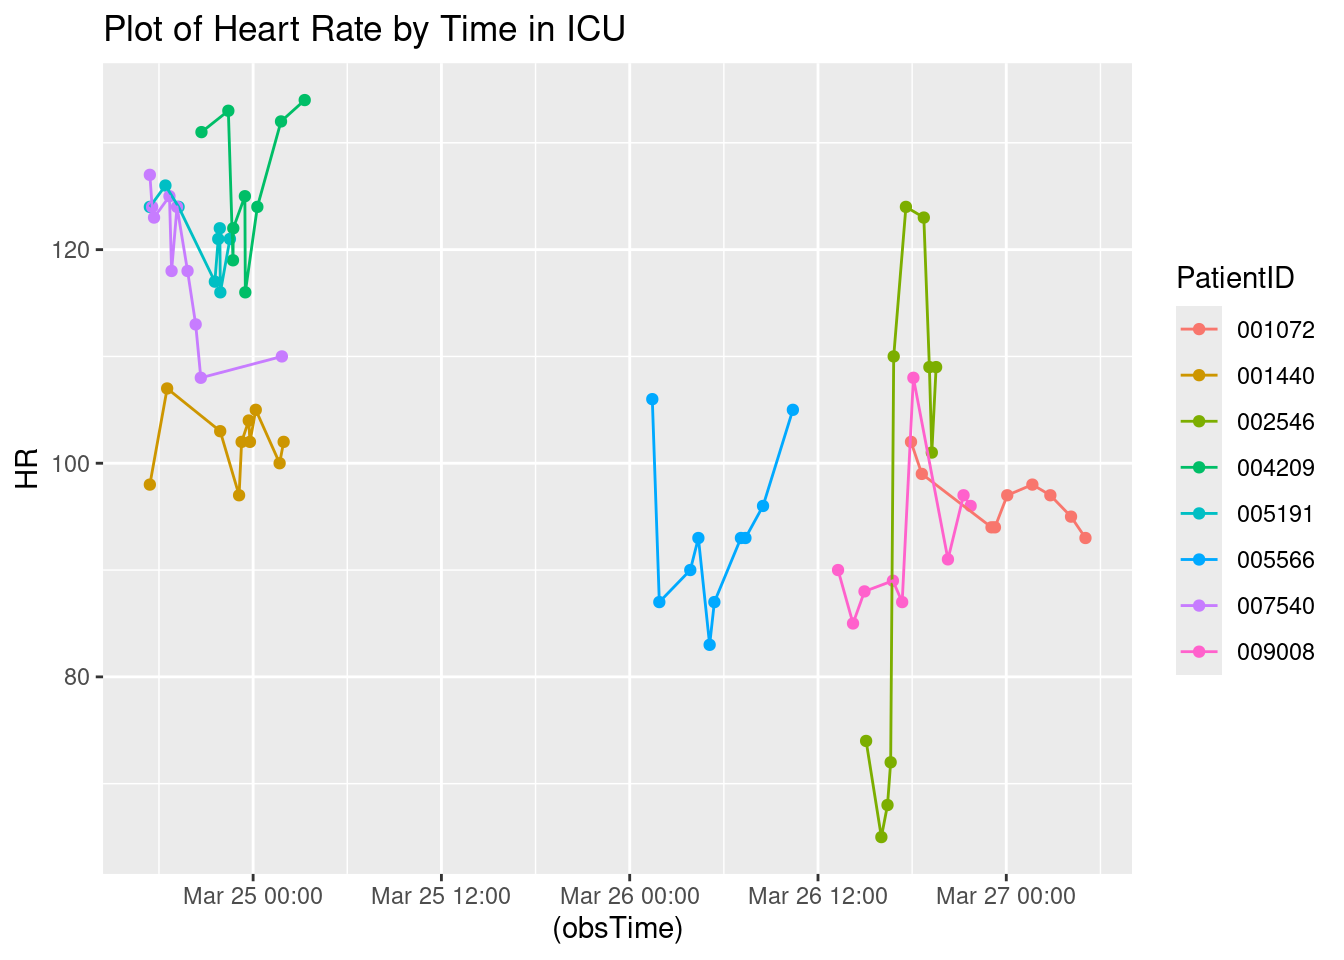 Plot of Heart Rate by Time in ICU
HR
120
100
80
Mar 25 00:00 Mar 25 12:00 Mar 26 00:00 Mar 26 12:00 Mar 27 00:00
(obsTime)
PatientID
001072
001440
002546
004209
005191
005566
007540
009008